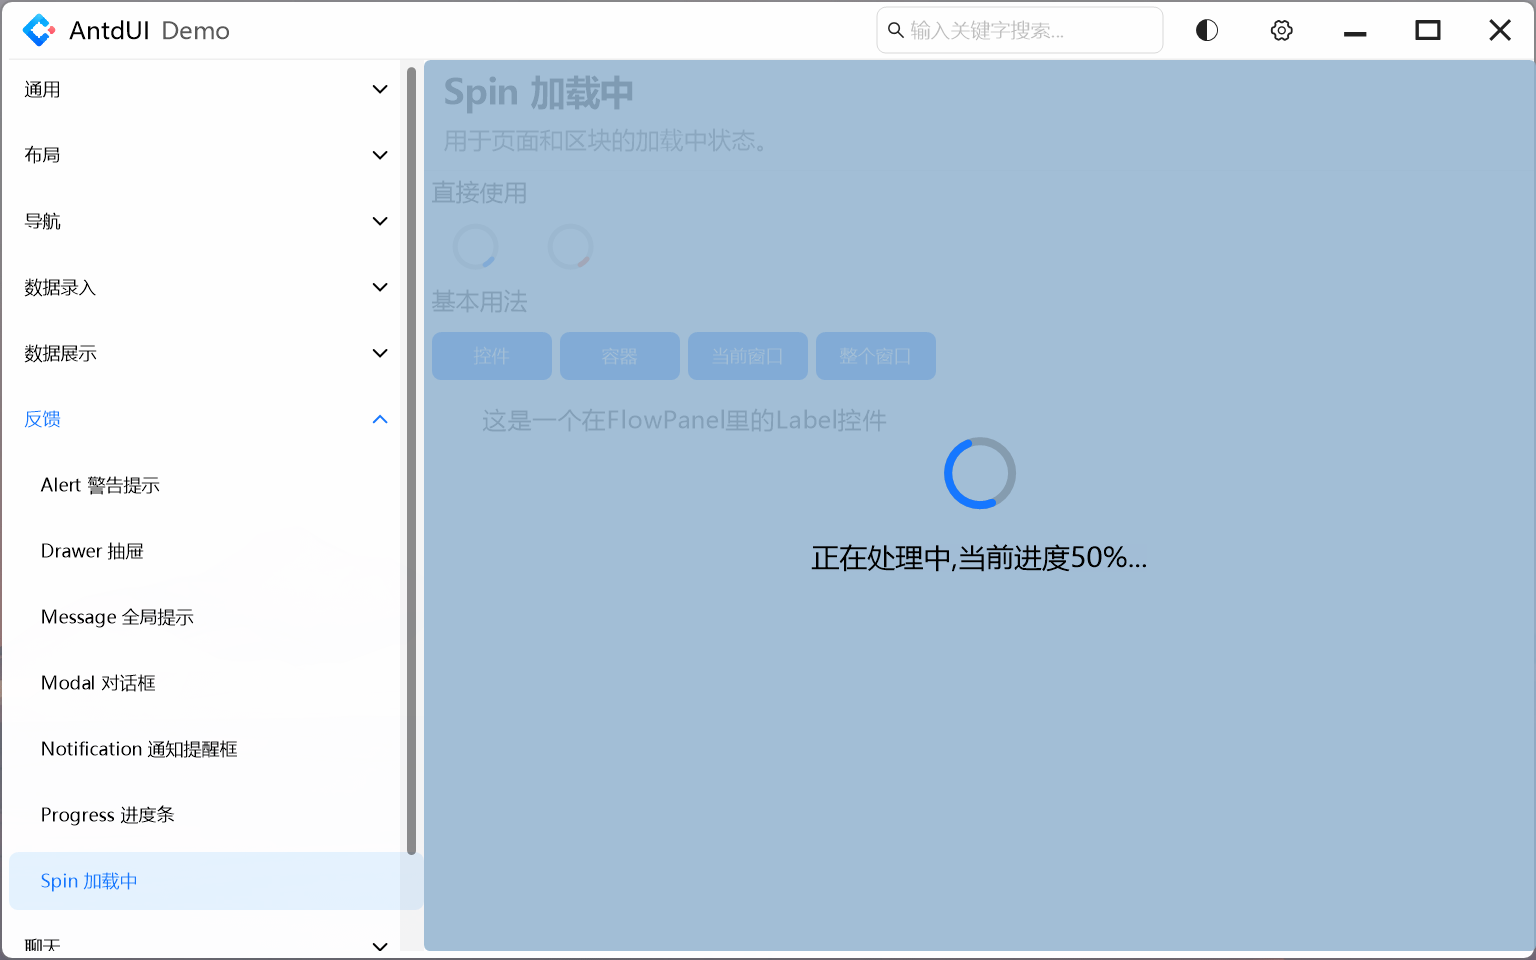 AntdUI Demo
输入关键字搜索...
通用
布局
导航
数据录入
数据展示
反馈
Alert 警告提示
Drawer 抽屉
Message 全局提示
Modal 对话框
Notification 通知提醒框
Progress 进度条
Spin 加载中
聊天
Spin 加载中
用于页面和区块的加载中状态。
直接使用
基本用法
控件 容器 当前窗口 整个窗口
这是一个在FlowPanel里的Label控件
正在处理中,当前进度50%...